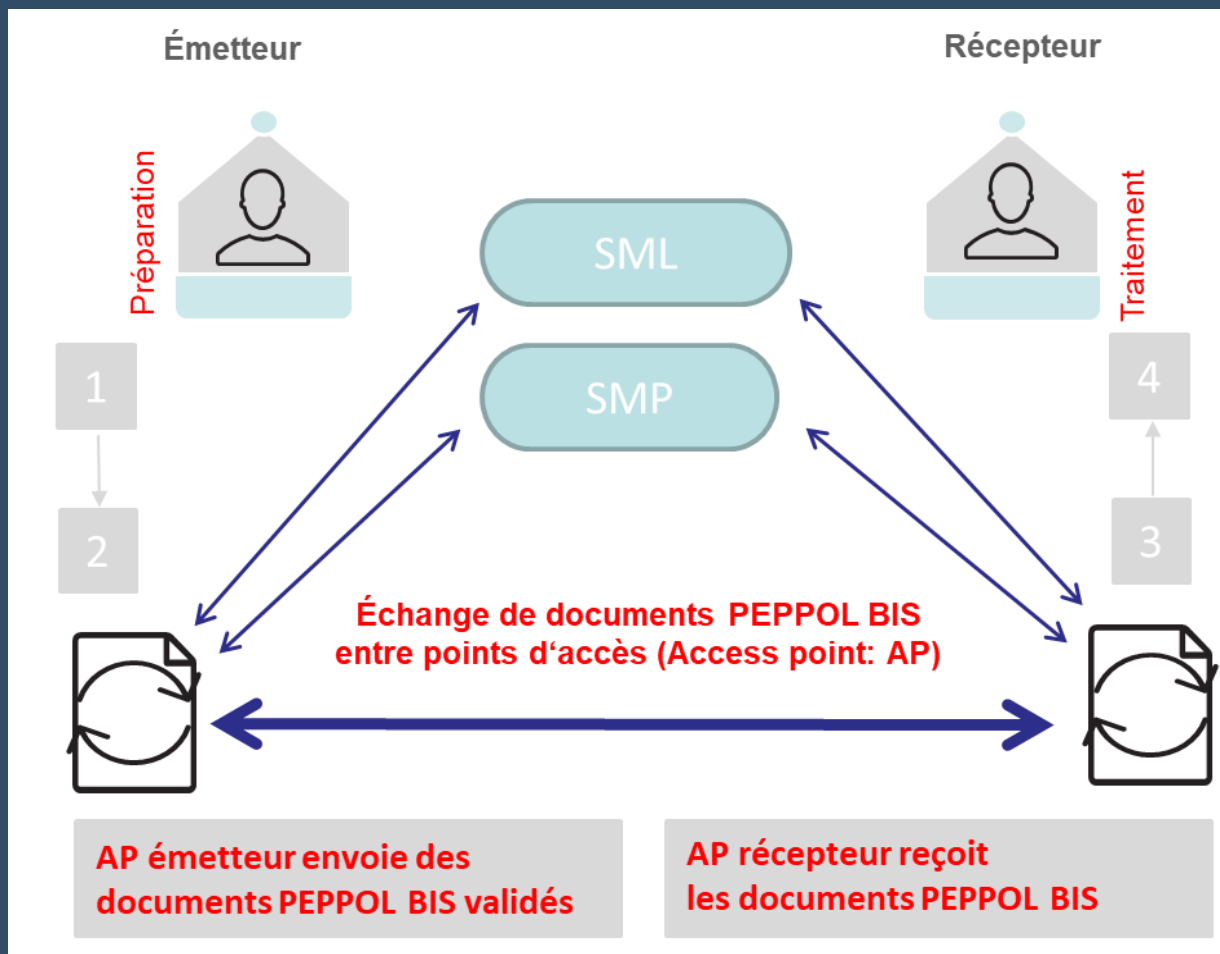 Émetteur
Récepteur
Préparation
Traitement
SML
SMP
1
2
4
3
Échange de documents PEPPOL BIS
entre points d‘accès (Access point: AP)
AP émetteur envoie des
documents PEPPOL BIS validés
AP récepteur reçoit
les documents PEPPOL BIS